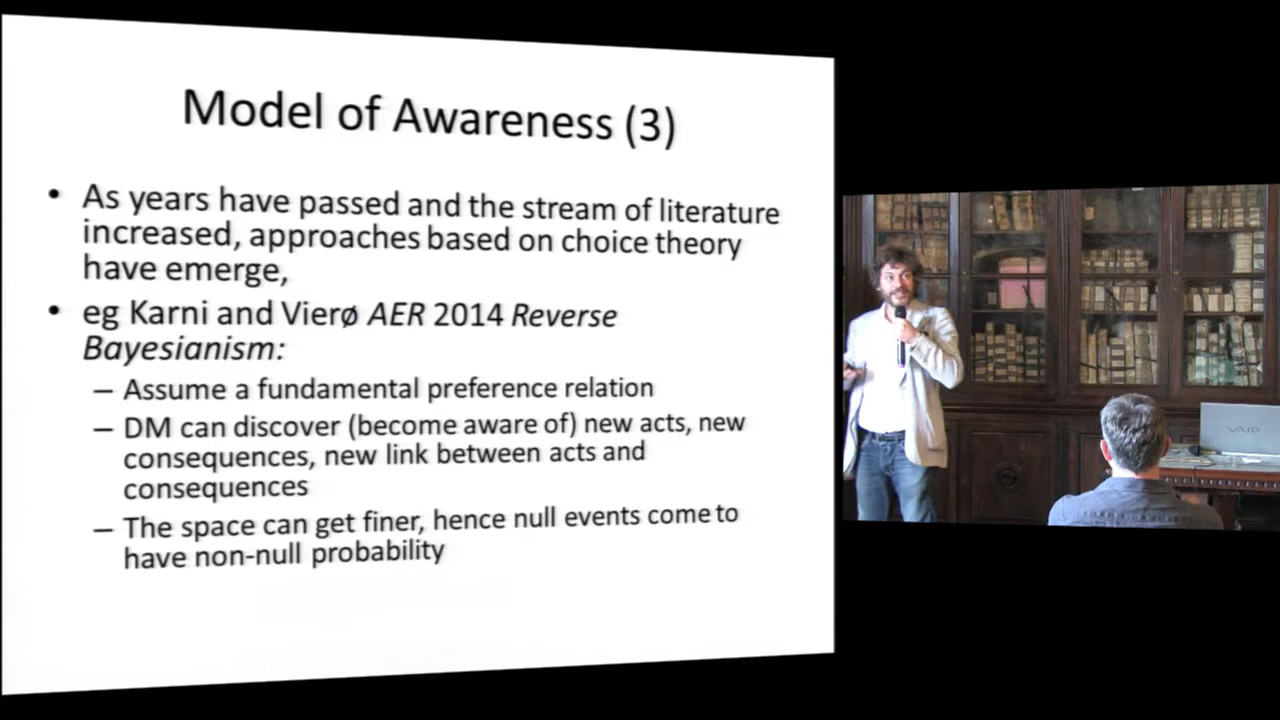 Model of Awareness (3)
• As years have passed and the stream of literature
increased, approaches based on choice theory
have emerge,
• eg Karni and Vierø AER 2014 Reverse
Bayesianism:
– Assume a fundamental preference relation
– DM can discover (become aware of) new acts, new
consequences, new link between acts and
consequences
– The space can get finer, hence null events come to
have non-null probability
VAIO